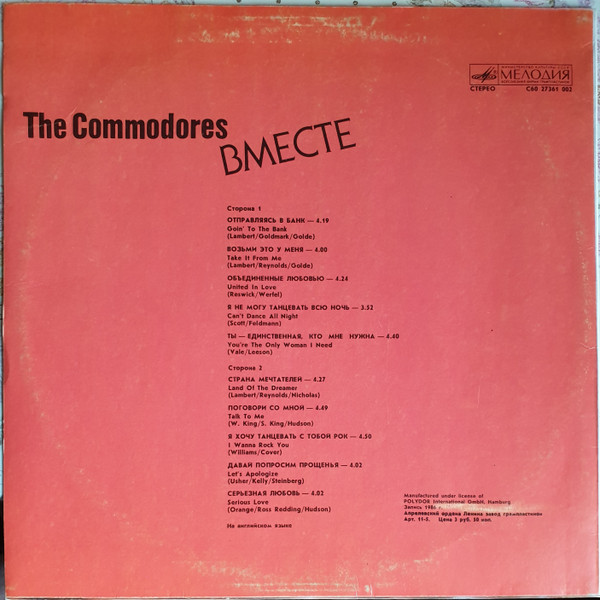 МЕЛОДИЯ
СТЕРЕО С60 27361 002
The Commodores
ВМЕСТЕ
Сторона 1
ОТПРАВЛЯЯСЬ В БАНК — 4.19
Goin' To The Bank
(Lambert/Goldmark/Golde)
ВОЗЬМИ ЭТО У МЕНЯ — 4.00
Take It From Me
(Lambert/Reynolds/Golde)
ОБЪЕДИНЕННЫЕ ЛЮБОВЬЮ — 4.24
United In Love
(Reswick/Werfel)
Я НЕ МОГУ ТАНЦЕВАТЬ ВСЮ НОЧЬ — 3.52
Can't Dance All Night
(Scott/Feldmann)
ТЫ — ЕДИНСТВЕННАЯ, КТО МНЕ НУЖНА — 4.40
You're The Only Woman I Need
(Vale/Leeson)
Сторона 2
СТРАНА МЕЧТАТЕЛЕЙ — 4.27
Land Of The Dreamer
(Lambert/Reynolds/Nicholas)
ПОГОВОРИ СО МНОЙ — 4.49
Talk To Me
(W. King/S. King/Hudson)
Я ХОЧУ ТАНЦЕВАТЬ С ТОБОЙ РОК — 4.50
I Wanna Rock You
(Williams/Cover)
ДАВАЙ ПОПРОСИМ ПРОЩЕНЬЯ — 4.02
Let's Apologize
(Usher/Kelly/Steinberg)
СЕРЬЕЗНАЯ ЛЮБОВЬ — 4.02
Serious Love
(Orange/Ross Redding/Hudson)
На английском языке
Manufactured under license of
POLYDOR International GmbH, Hamburg
Запись
Апрелевский ордена Ленина завод грампластинок
Арт. 11-2. Цена 3 руб. 50 коп.